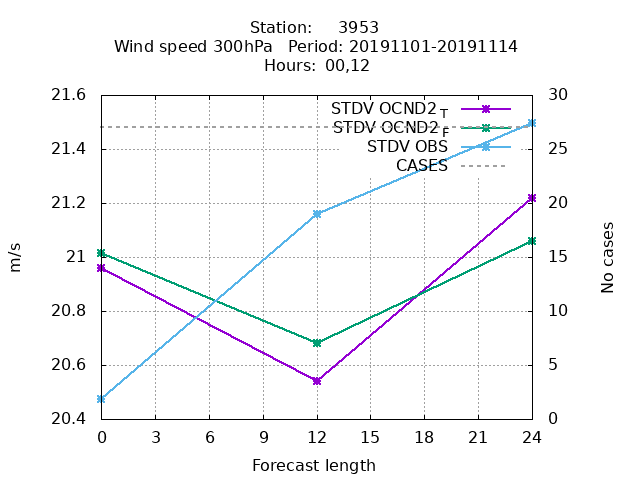 Station: 3953
Wind speed 300hPa Period: 20191101-20191114
Hours: 00,12
21.6
21.4
21.2
21
20.8
20.6
20.4
30
25
20
15
10
5
0
STDV OCND2 T
STDV OCND2 F
STDV OBS
CASES
m/s
No cases
0 3 6 9 12 15 18 21 24
Forecast length